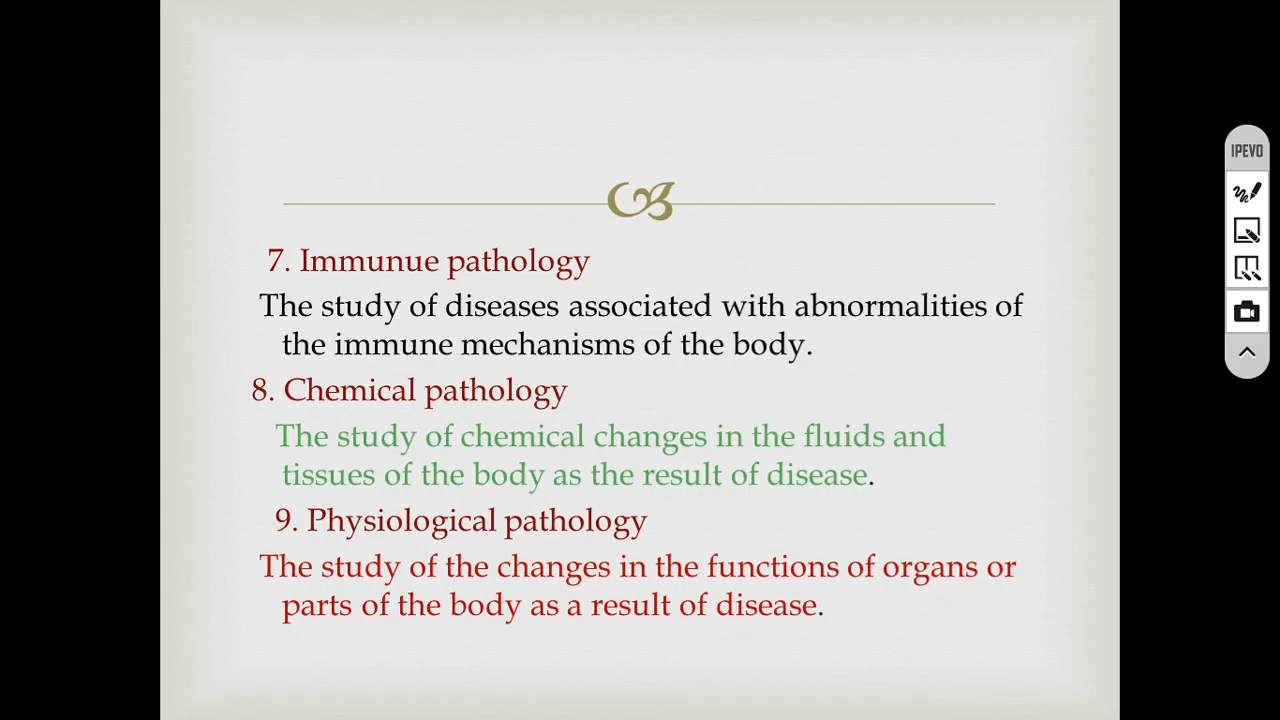 7. Immunue pathology
The study of diseases associated with abnormalities of
the immune mechanisms of the body.
8. Chemical pathology
The study of chemical changes in the fluids and
tissues of the body as the result of disease.
9. Physiological pathology
The study of the changes in the functions of organs or
parts of the body as a result of disease.
IPEVO